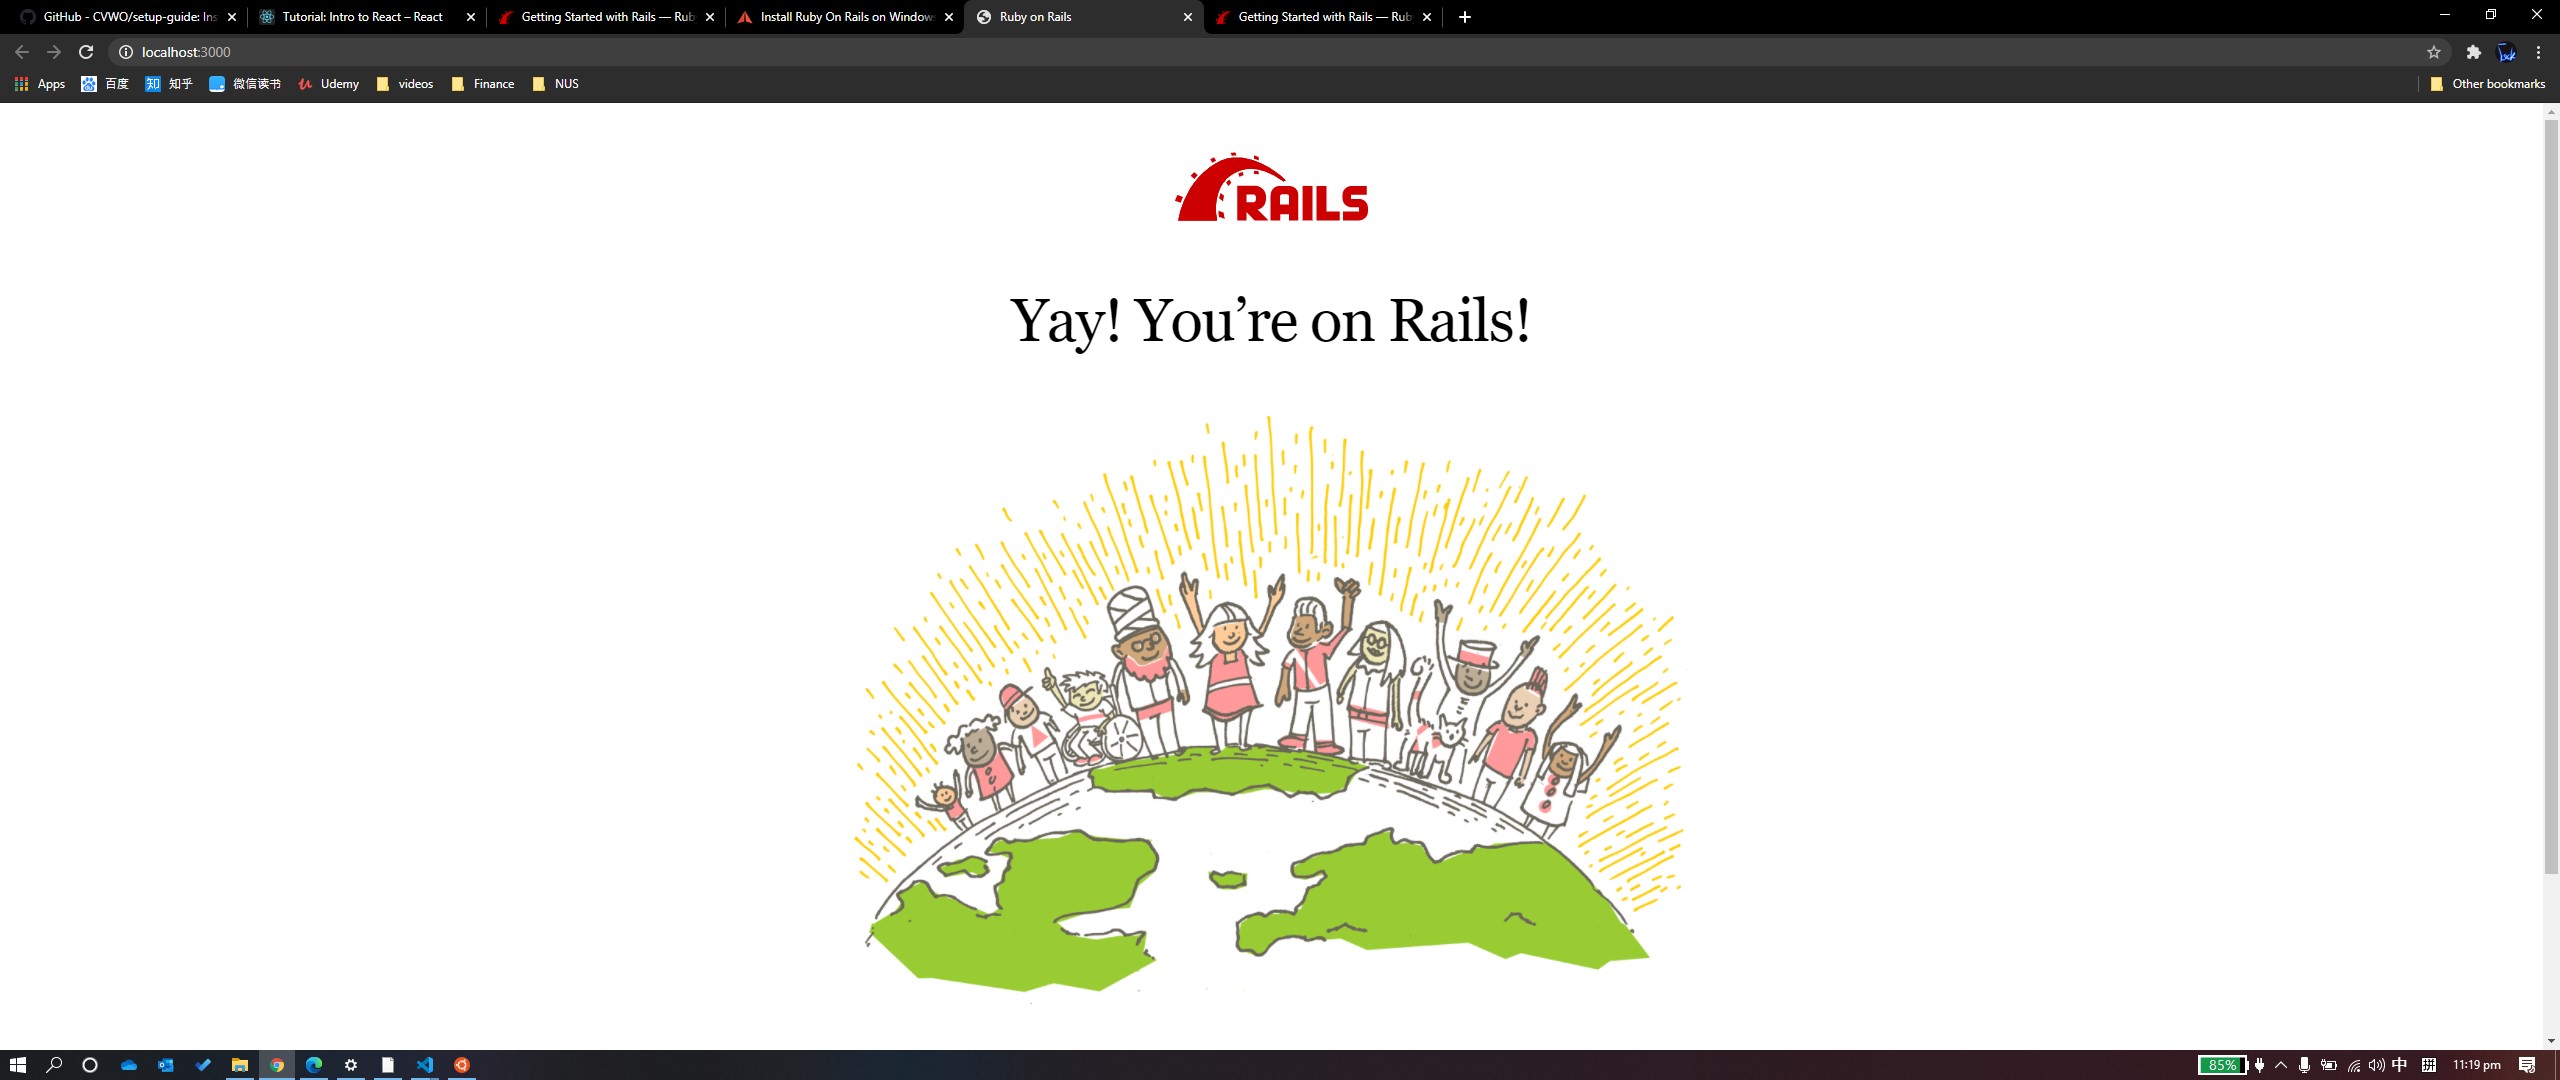 GitHub - CVWO/setup-guide: Ins
Tutorial: Intro to React – React
Getting Started with Rails — Rub
Install Ruby On Rails on Window
Ruby on Rails
Getting Started with Rails — Rub
localhost:3000
Apps
百度
知 知乎
微信读书
Udemy
videos
Finance
NUS
Other bookmarks
RAILS
Yay! You’re on Rails!
85%
中
拼
11:19 pm